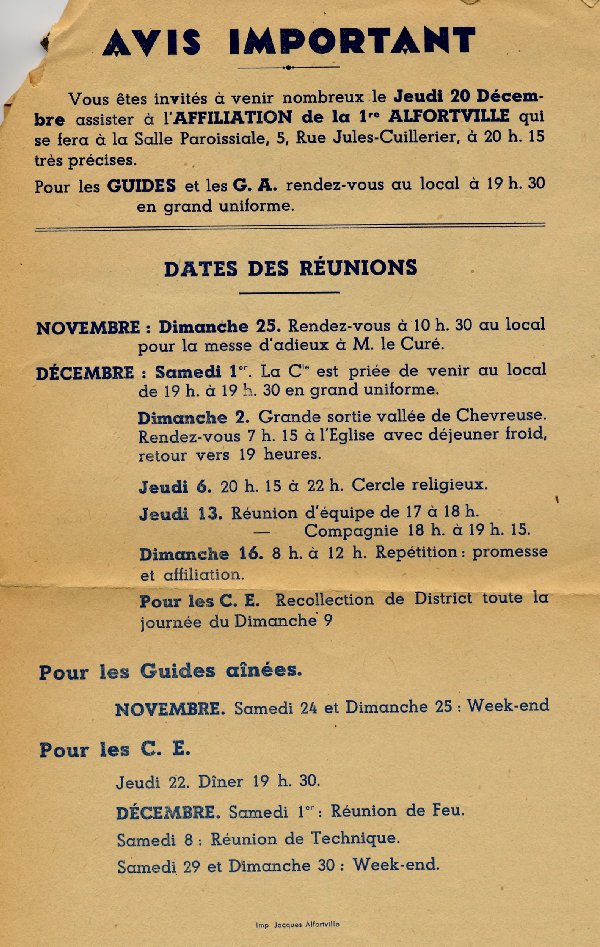 AVIS IMPORTANT
Vous êtes invités à venir nombreux le Jeudi 20 Décem-
bre assister à l'AFFILIATION de la 1re ALFORTVILLE qui
se fera à la Salle Paroissiale, 5, Rue Jules-Cuillerier, à 20 h. 15
très précises.
Pour les GUIDES et les G. A. rendez-vous au local à 19 h. 30
en grand uniforme.
DATES DES RÉUNIONS
NOVEMBRE : Dimanche 25. Rendez-vous à 10 h. 30 au local
pour la messe d'adieux à M. le Curé.
DÉCEMBRE : Samedi 1er. La Cie est priée de venir au local
de 19 h. à 19 h. 30 en grand uniforme.
Dimanche 2. Grande sortie vallée de Chevreuse.
Rendez-vous 7 h. 15 à l'Eglise avec déjeuner froid,
retour vers 19 heures.
Jeudi 6. 20 h. 15 à 22 h. Cercle religieux.
Jeudi 13. Réunion d'équipe de 17 à 18 h.
— Compagnie 18 h. à 19 h. 15.
Dimanche 16. 8 h. à 12 h. Repétition : promesse
et affiliation.
Pour les C. E. Recollection de District toute la
journée du Dimanche 9
Pour les Guides aînées.
NOVEMBRE. Samedi 24 et Dimanche 25 : Week-end
Pour les C. E.
Jeudi 22. Dîner 19 h. 30.
DÉCEMBRE. Samedi 1er : Réunion de Feu.
Samedi 8 : Réunion de Technique.
Samedi 29 et Dimanche 30 : Week-end.
Imp Jacques Alfortville